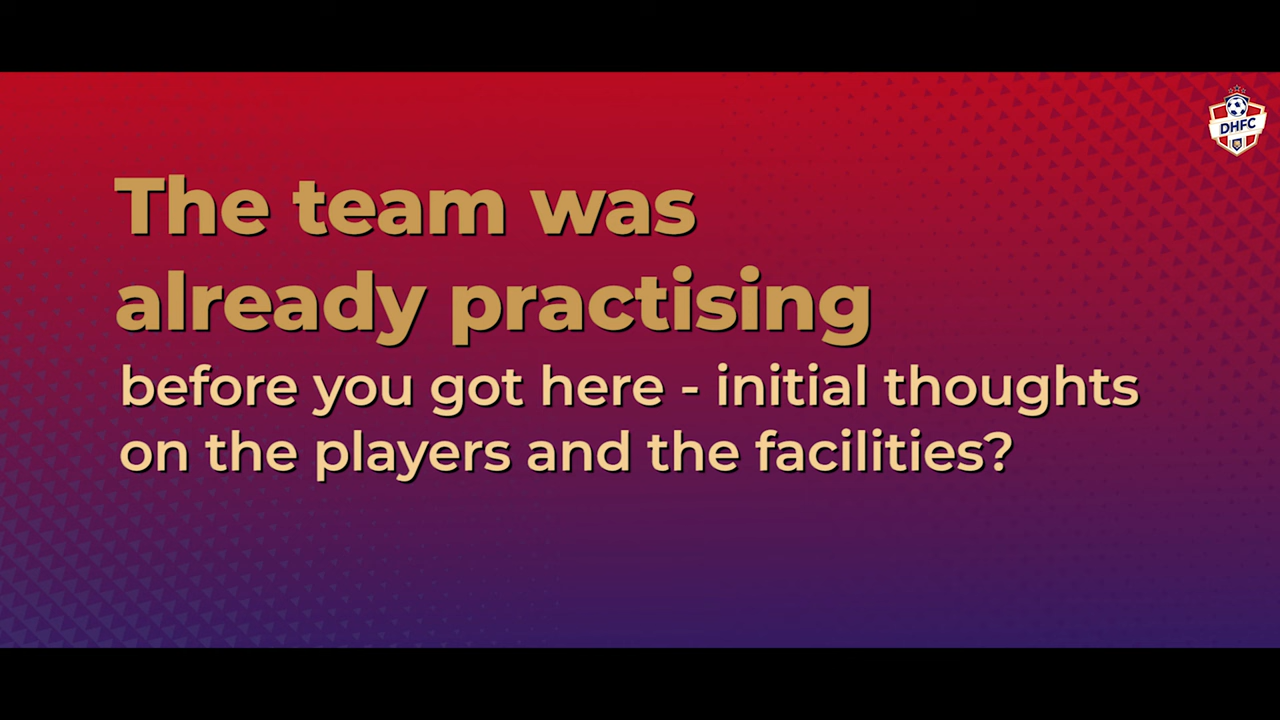 DHFC
The team was
already practising
before you got here - initial thoughts
on the players and the facilities?